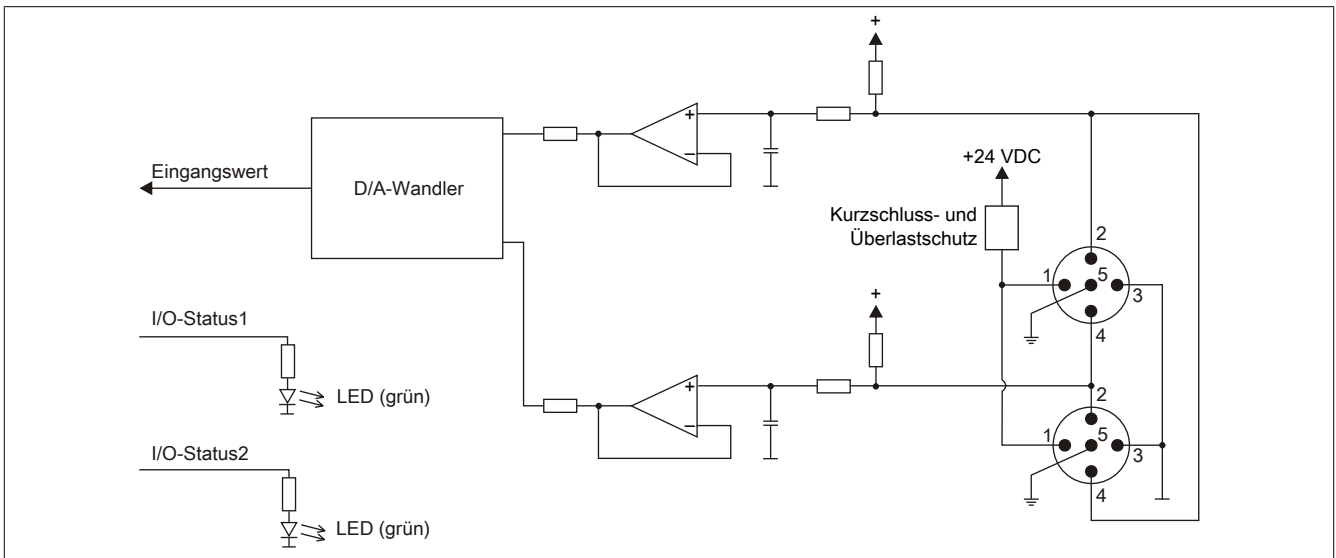 +
+
−
+24 VDC
Eingangswert
D/A-Wandler
Kurzschluss- und
Überlastschutz
2
1
5
3
4
+
I/O-Status1
LED (grün)
+
−
2
1
5
3
4
I/O-Status2
LED (grün)